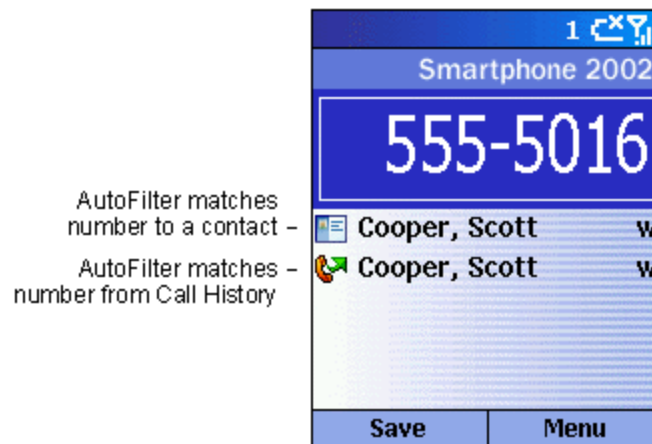 1
Smartphone 2002
555-5016
AutoFilter matches
number to a contact –
Cooper, Scott w
AutoFilter matches –
number from Call History
Cooper, Scott w
Save Menu